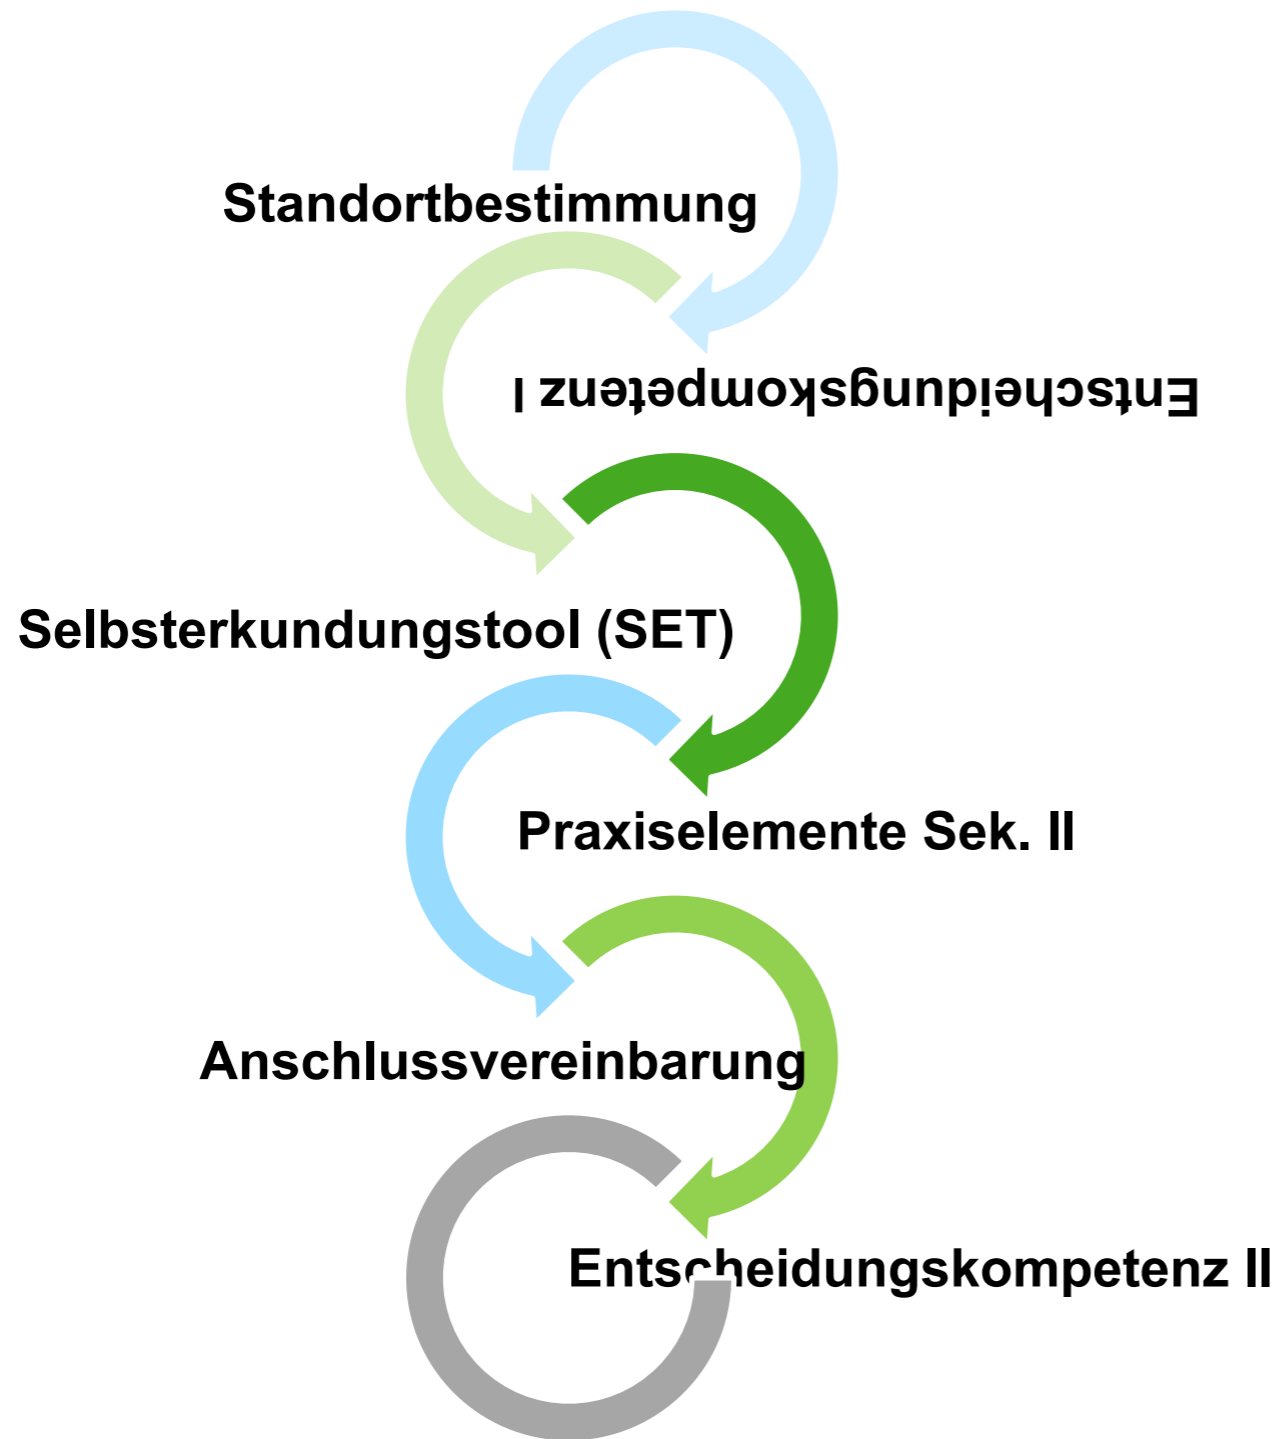 Standortbestimmung
Entscheidungskompetenz I
Selbsterkundungstool (SET)
Praxiselemente Sek. II
Anschlussvereinbarung
Entscheidungskompetenz II